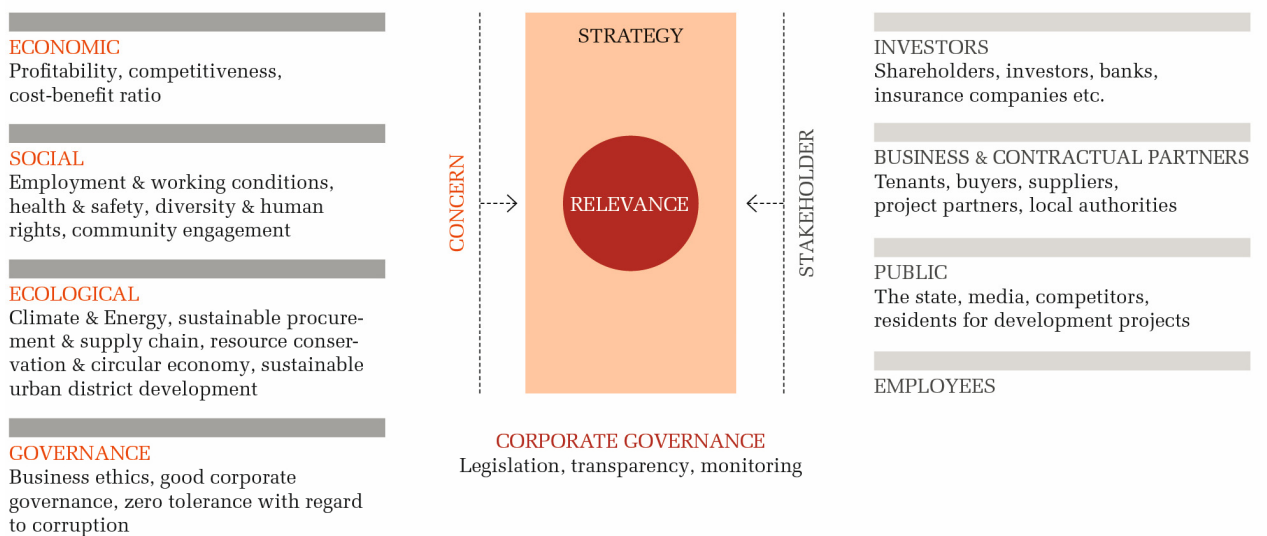 ECONOMIC
Profitability, competitiveness,
cost-benefit ratio
SOCIAL
Employment & working conditions,
health & safety, diversity & human
rights, community engagement
ECOLOGICAL
Climate & Energy, sustainable procure-
ment & supply chain, resource conser-
vation & circular economy, sustainable
urban district development
GOVERNANCE
Business ethics, good corporate
governance, zero tolerance with regard
to corruption
CONCERN
STRATEGY
RELEVANCE
STAKEHOLDER
CORPORATE GOVERNANCE
Legislation, transparency, monitoring
INVESTORS
Shareholders, investors, banks,
insurance companies etc.
BUSINESS & CONTRACTUAL PARTNERS
Tenants, buyers, suppliers,
project partners, local authorities
PUBLIC
The state, media, competitors,
residents for development projects
EMPLOYEES